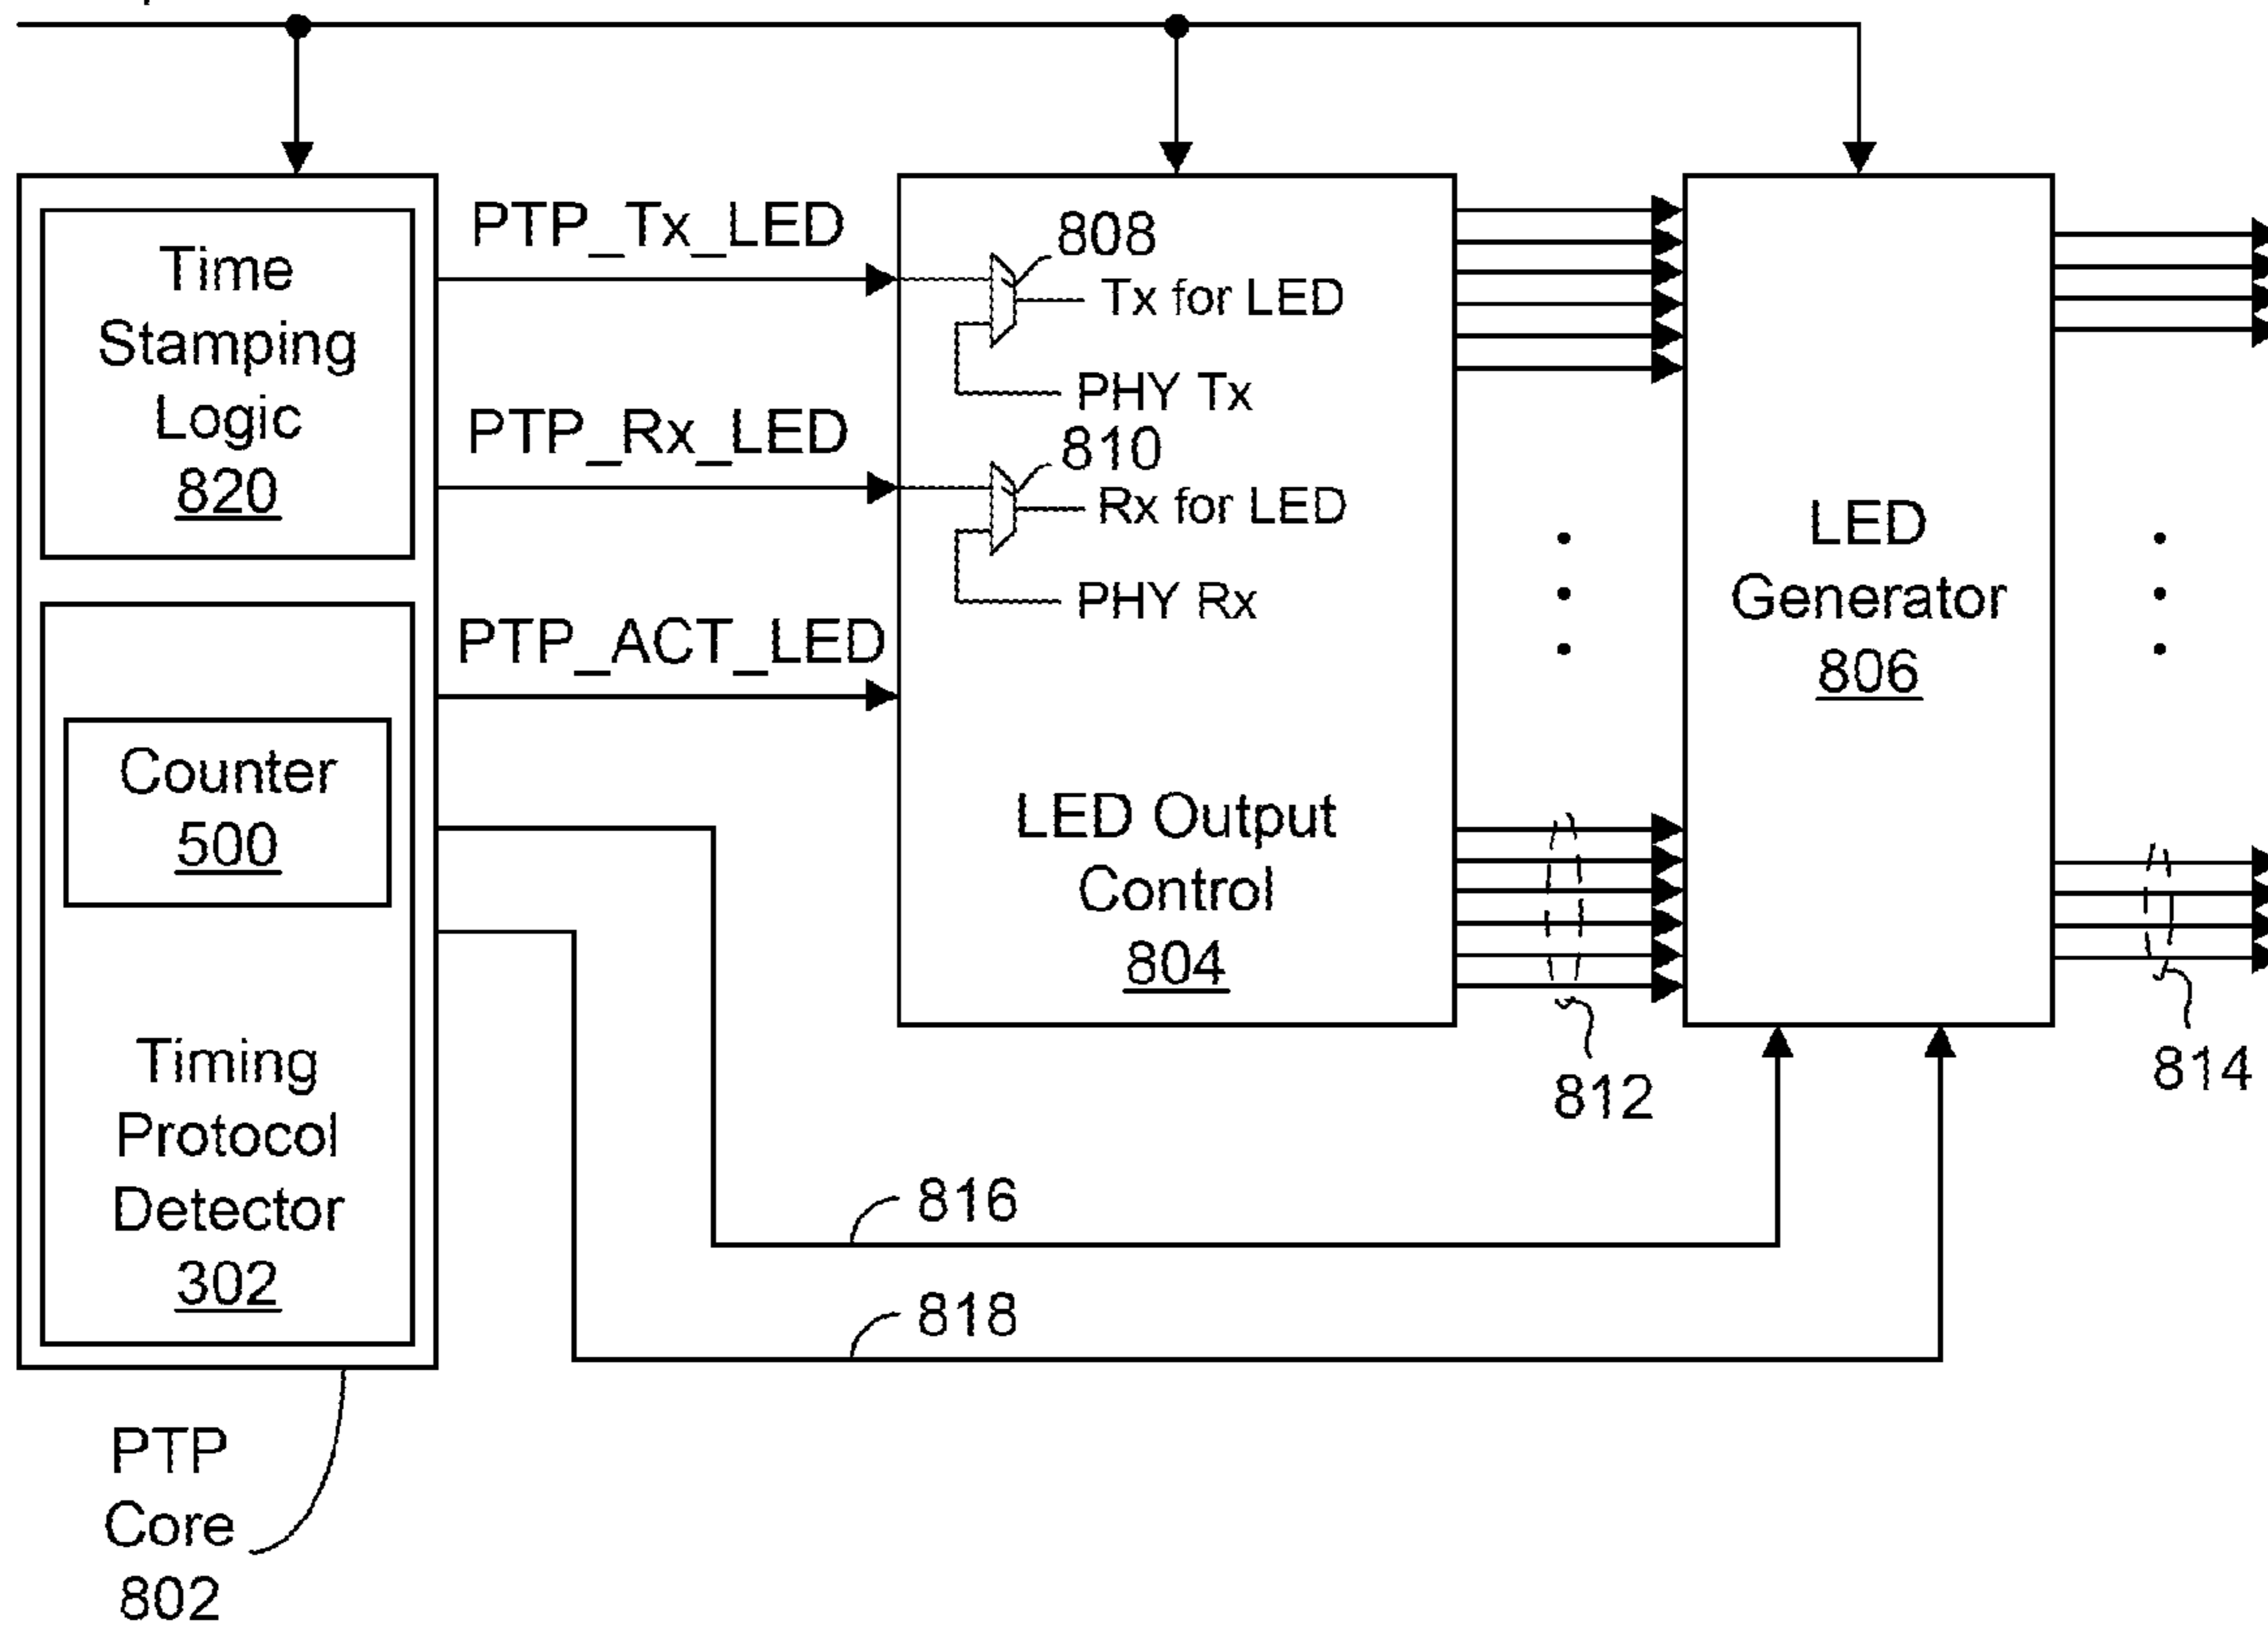 Time
Stamping
Logic
820
Counter
500
Timing
Protocol
Detector
302
PTP
Core
802
PTP_Tx_LED
PTP_Rx_LED
PTP_ACT_LED
808
Tx for LED
PHY Tx
810
Rx for LED
PHY Rx
LED Output
Control
804
812
LED
Generator
806
814
816
818